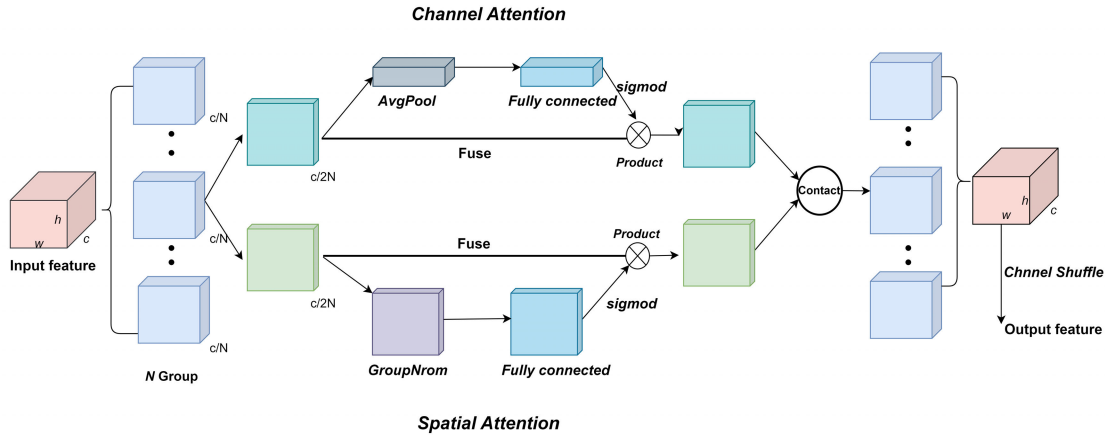 Channel Attention
c/N
AvgPool
Fully connected
sigmod
Fuse
Product
c/2N
h
w
c
Input feature
c/N
Contact
h
w
c
Fuse
Product
c/2N
sigmod
Chnnel Shuffle
Output feature
c/N
N Group
GroupNrom
Fully connected
Spatial Attention